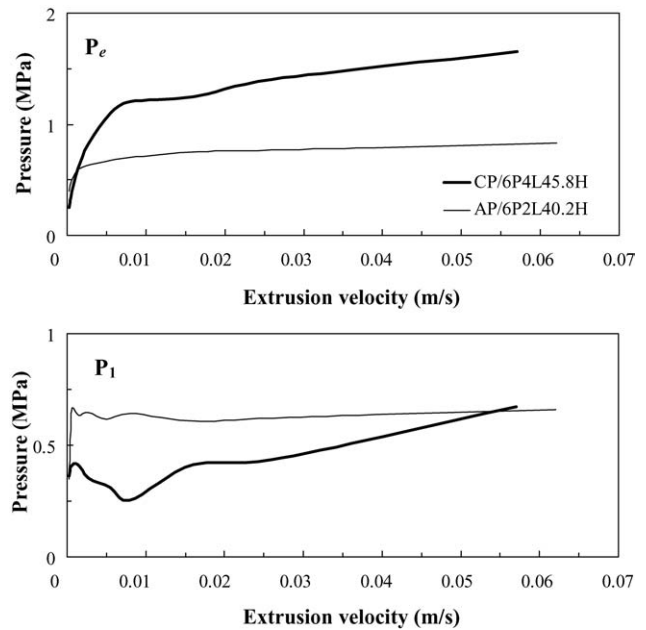 2
P_e
Pressure (MPa)
1
CP/6P4L45.8H
AP/6P2L40.2H
0
0 0.01 0.02 0.03 0.04 0.05 0.06 0.07
Extrusion velocity (m/s)
1
P_1
Pressure (MPa)
0.5
0
0 0.01 0.02 0.03 0.04 0.05 0.06 0.07
Extrusion velocity (m/s)